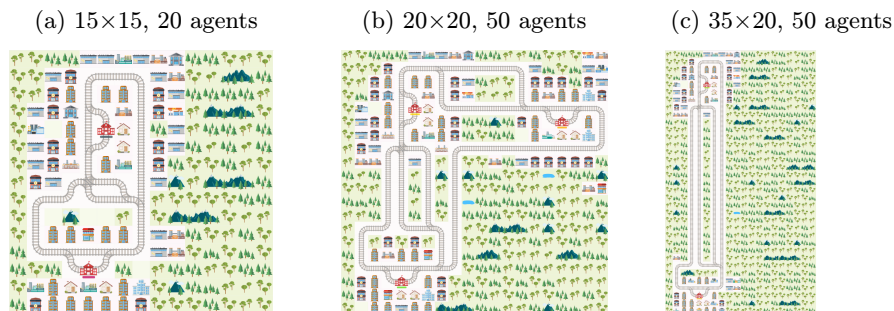 (a) 15×15, 20 agents
(b) 20×20, 50 agents
(c) 35×20, 50 agents